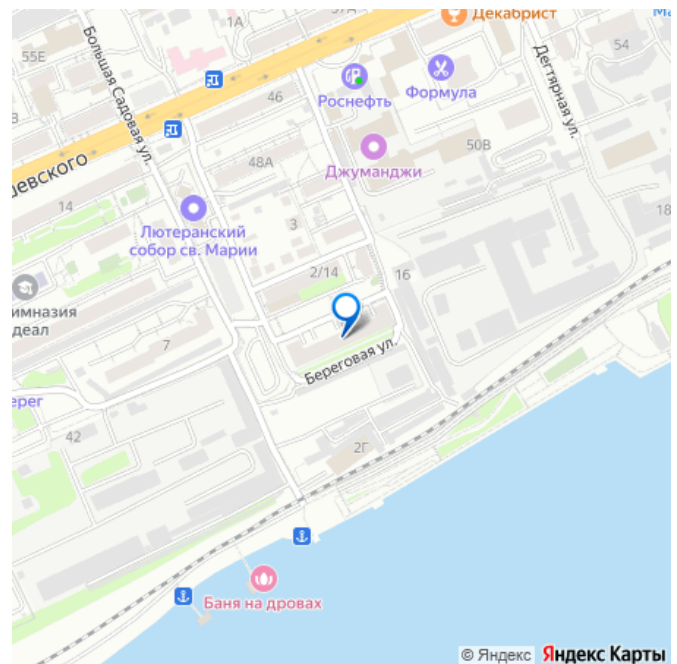 Декабрист
Ма
1А
55Е
54
Большая Садовая ул.
Дегтярная ул.
Роснефть
Формула
46
В
50В
48А
Джуманджи
шевского
14
18
3
Лютеранский
собор св. Марии
2/14
16
имназия
деал
7
Береговая ул.
ерег
42
2Г
Баня на дровах
© Яндекс Яндекс Карты